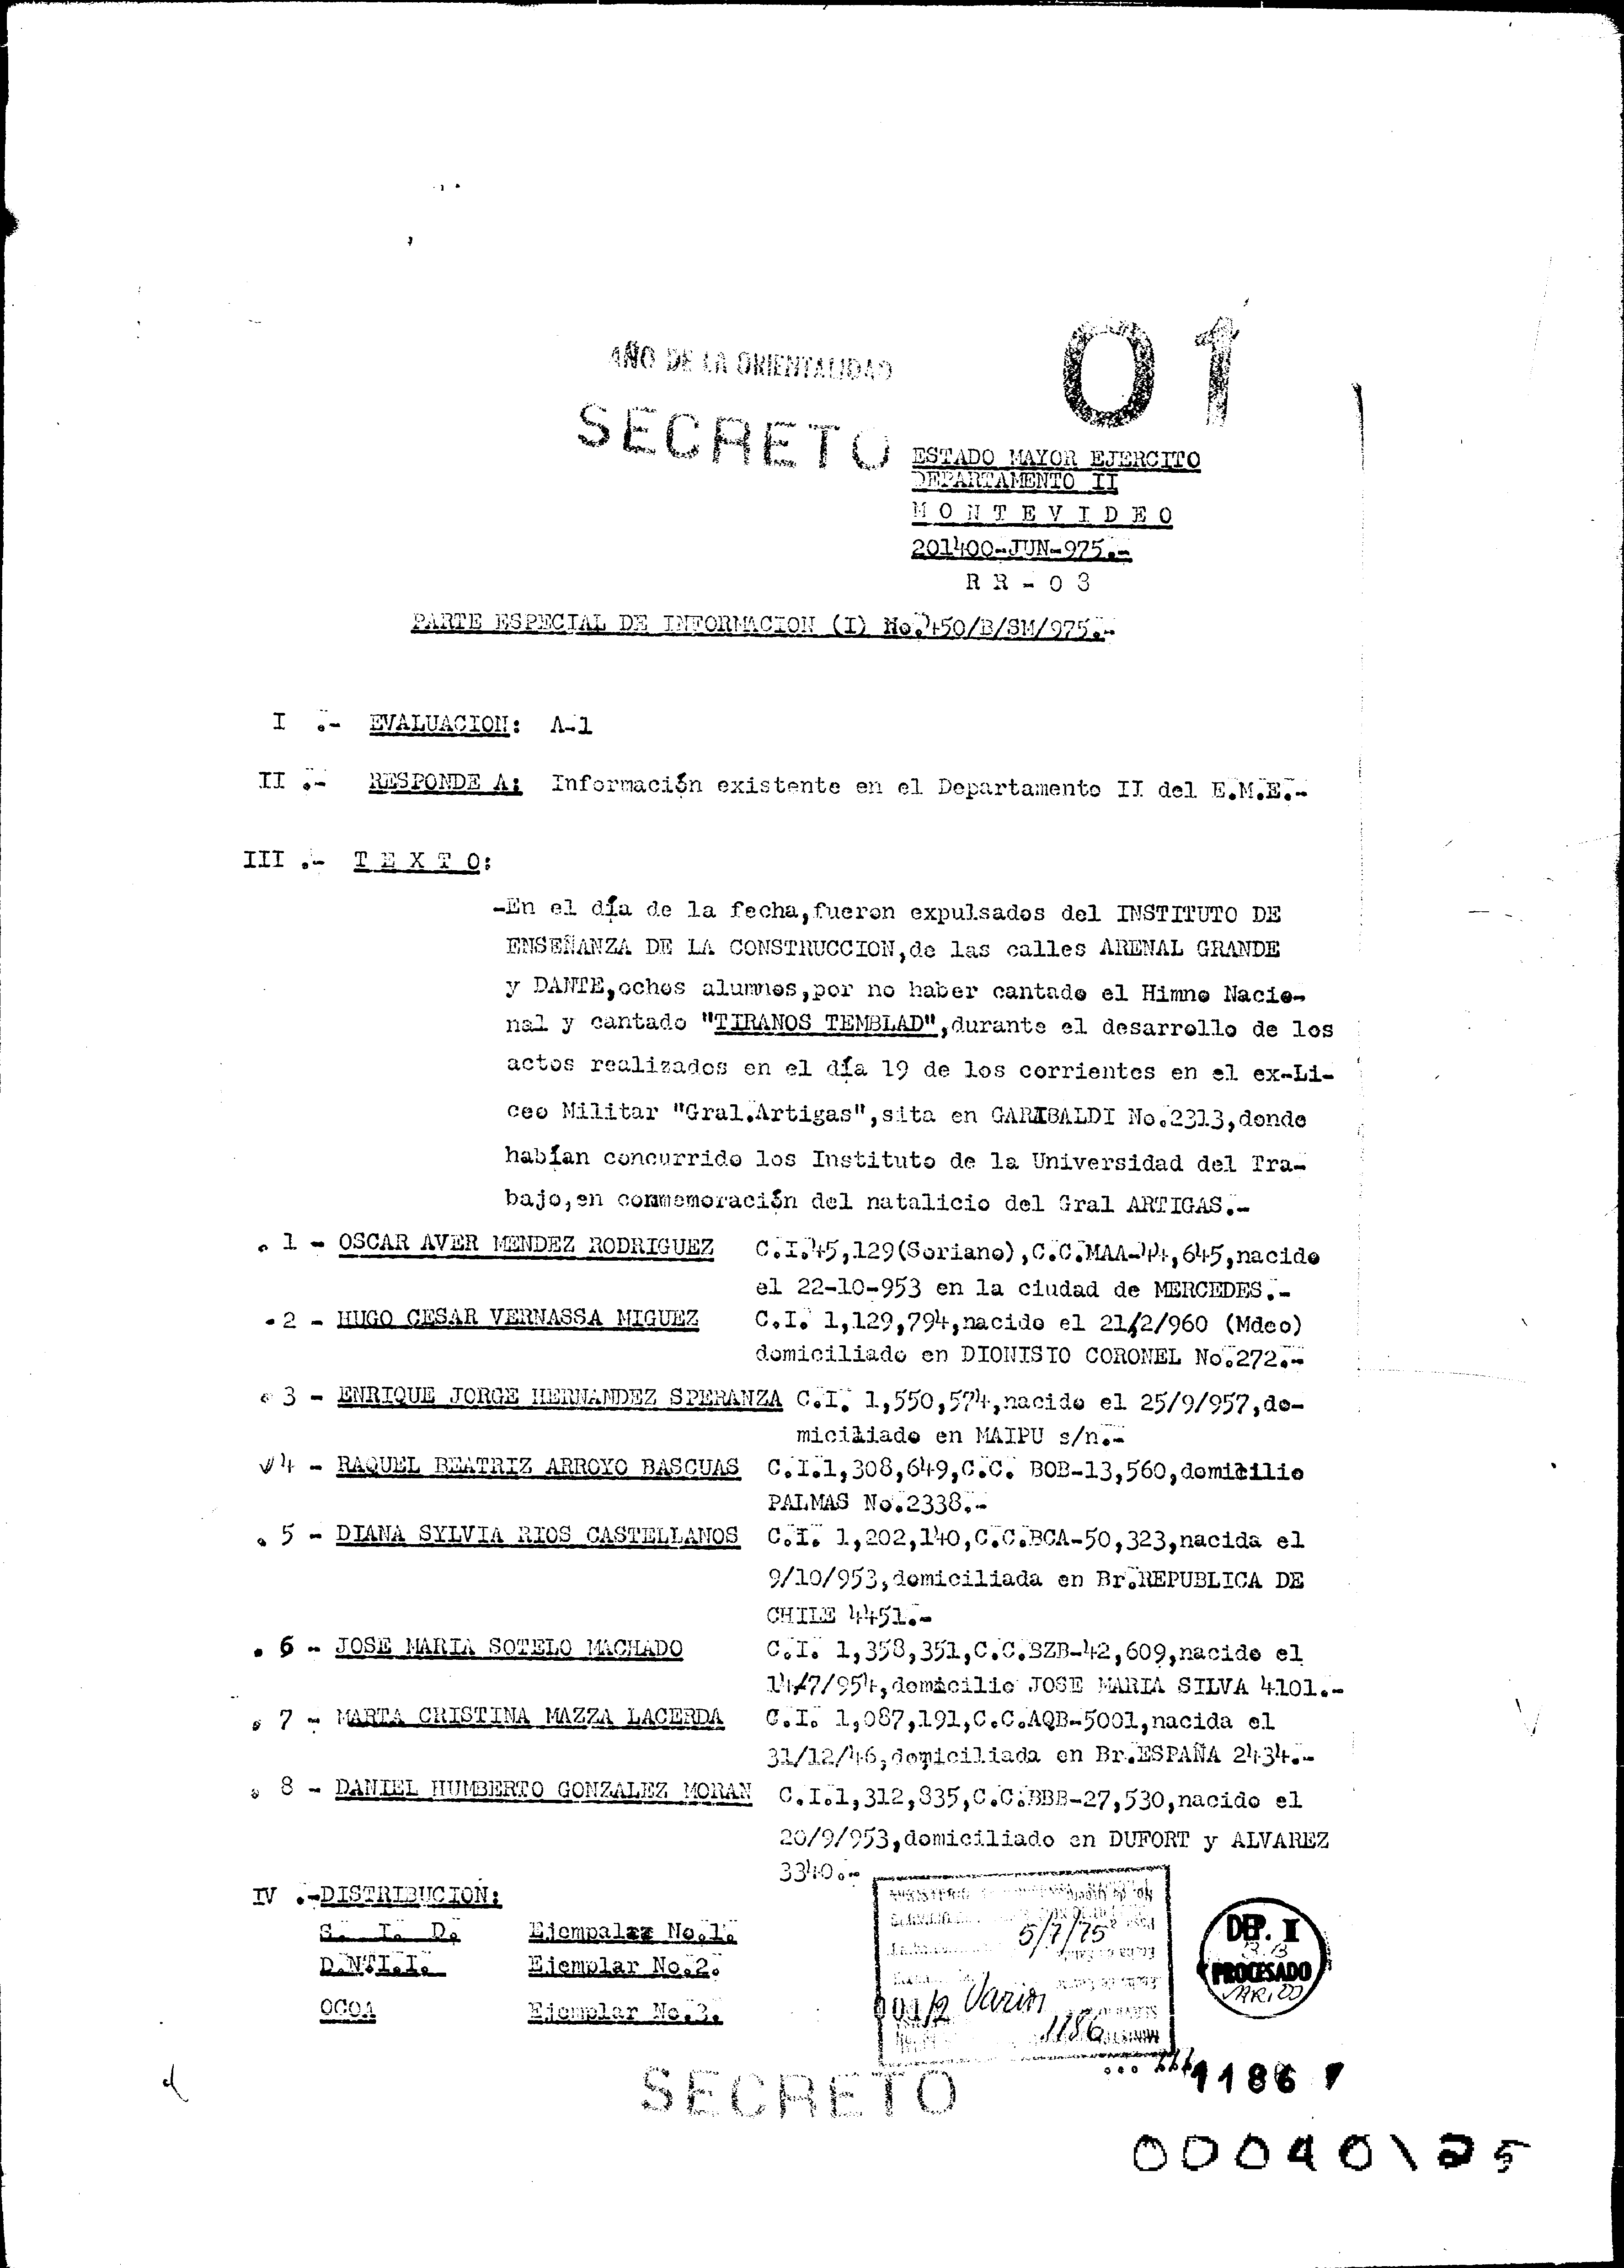 AÑO DE LA ORIENTALIDAD
01
SECRETO
ESTADO MAYOR EJERCITO
DEPARTAMENTO II
M O N T E V I D E O
201400-JUN-975.-
R R - 0 3
PARTE ESPECIAL DE INFORMACION (I) No.450/B/SM/975.-
I .- EVALUACION: A-1
II .- RESPONDE A: Información existente en el Departamento II del E.M.E.-
III .- T E X T O:
-En el día de la fecha,fueron expulsados del INSTITUTO DE
ENSEÑANZA DE LA CONSTRUCCION,de las calles ARENAL GRANDE
y DANTE,ochos alumnos,por no haber cantado el Himno Nacio-
nal y cantado "TIRANOS TEMBLAD",durante el desarrollo de los
actos realizados en el día 19 de los corrientes en el ex-Li-
ceo Militar "Gral.Artigas",sita en GARIBALDI No.2313,donde
habían concurrido los Instituto de la Universidad del Tra-
bajo,en conmemoración del natalicio del Gral ARTIGAS.-
. 1 - OSCAR AVER MENDEZ RODRIGUEZ C.I.45,129(Soriano),C.C.MAA-44,645,nacido
el 22-10-953 en la ciudad de MERCEDES.-
. 2 - HUGO CESAR VERNASSA MIGUEZ C.I. 1,129,794,nacido el 21/2/960 (Mdeo)
domiciliado en DIONISIO CORONEL No.272.-
. 3 - ENRIQUE JORGE HERNANDEZ SPERANZA C.I. 1,550,574,nacido el 25/9/957,do-
miciliado en MAIPU s/n.-
4 - RAQUEL BEATRIZ ARROYO BASCUAS C.I.1,308,649,C.C. BOB-13,560,domicilio
PALMAS No.2338.-
. 5 - DIANA SYLVIA RIOS CASTELLANOS C.I. 1,202,140,C.C.BCA-50,323,nacida el
9/10/953,domiciliada en Br.REPUBLICA DE
CHILE 4451.-
. 6 - JOSE MARIA SOTELO MACHADO C.I. 1,358,351,C.C.BZB-42,609,nacido el
14/7/954,domicilio JOSE MARIA SILVA 4101.-
. 7 - MARTA CRISTINA MAZZA LACERDA C.I. 1,087,191,C.C.AQB-5001,nacida el
31/12/46,domiciliada en Br.ESPAÑA 2434.-
. 8 - DANIEL HUMBERTO GONZALEZ MORAN C.I.1,312,835,C.C.BBB-27,530,nacido el
20/9/953,domiciliado en DUFORT y ALVAREZ
3340.-
IV .-DISTRIBUCION:
S. I. D. Ejempalar No.1.
D.N.I.I. Ejemplar No.2.
OCOA Ejemplar No.3.
5/7/75
Varios
1186
DEP. I
PROCESADO
SECRETO
...
1186
00040125